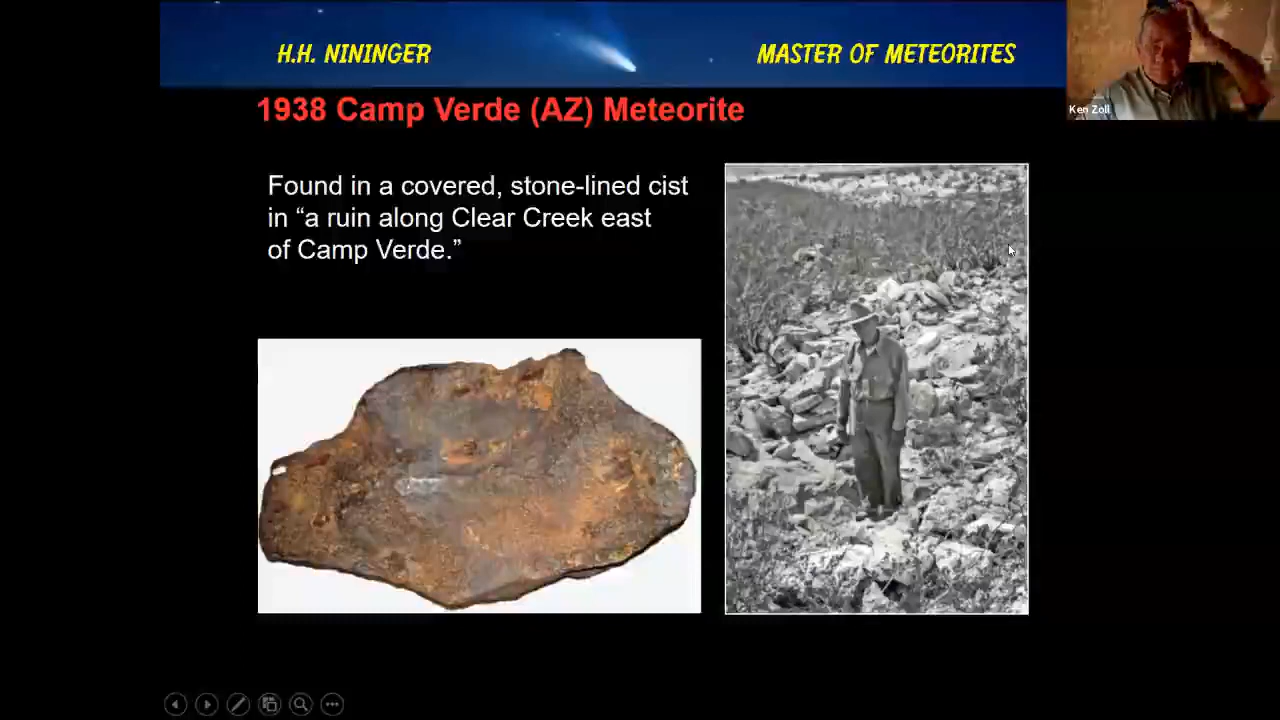 H.H. NININGER
MASTER OF METEORITES
Ken Zoll
1938 Camp Verde (AZ) Meteorite
Found in a covered, stone-lined cist
in “a ruin along Clear Creek east
of Camp Verde.”